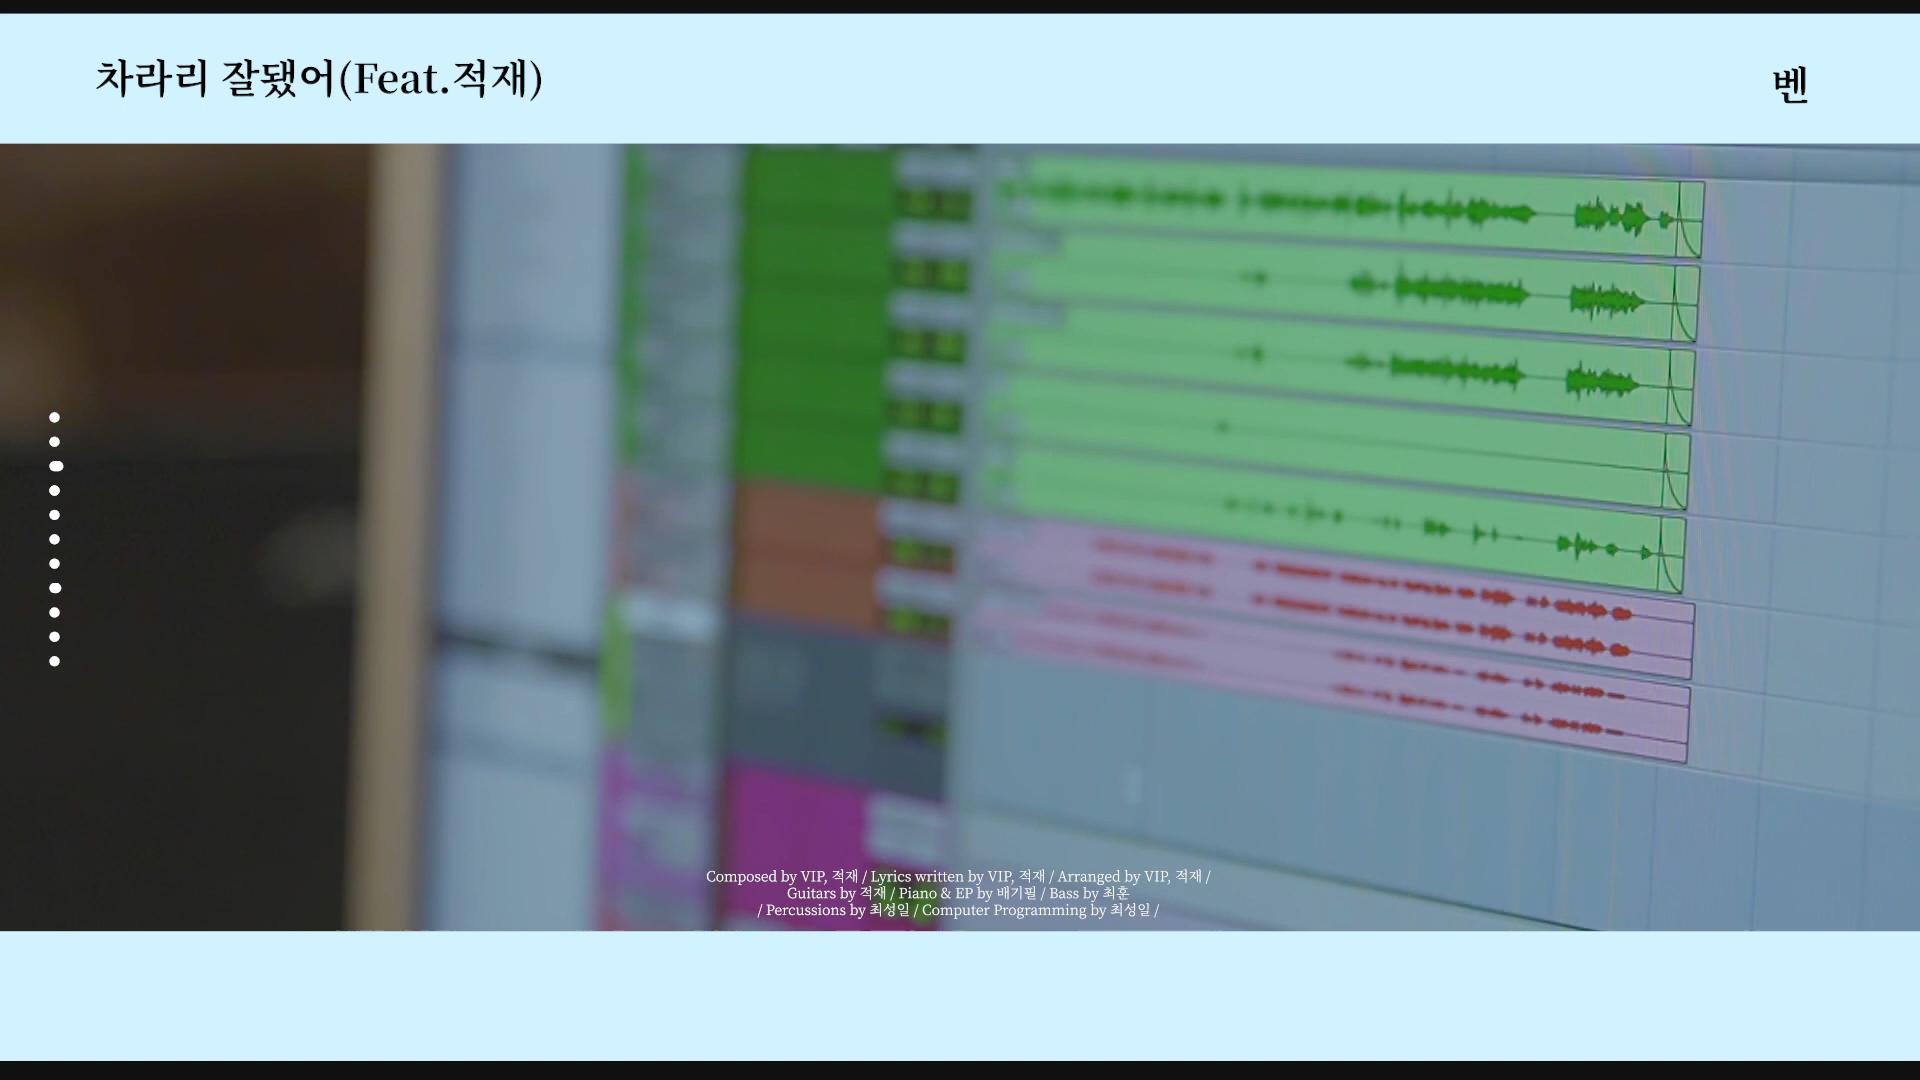 차라리 잘됐어(Feat.적재)
벤
Composed by VIP, 적재 / Lyrics written by VIP, 적재 / Arranged by VIP, 적재 /
Guitars by 적재 / Piano & EP by 배기필 / Bass by 최훈
/ Percussions by 최성일 / Computer Programming by 최성일 /